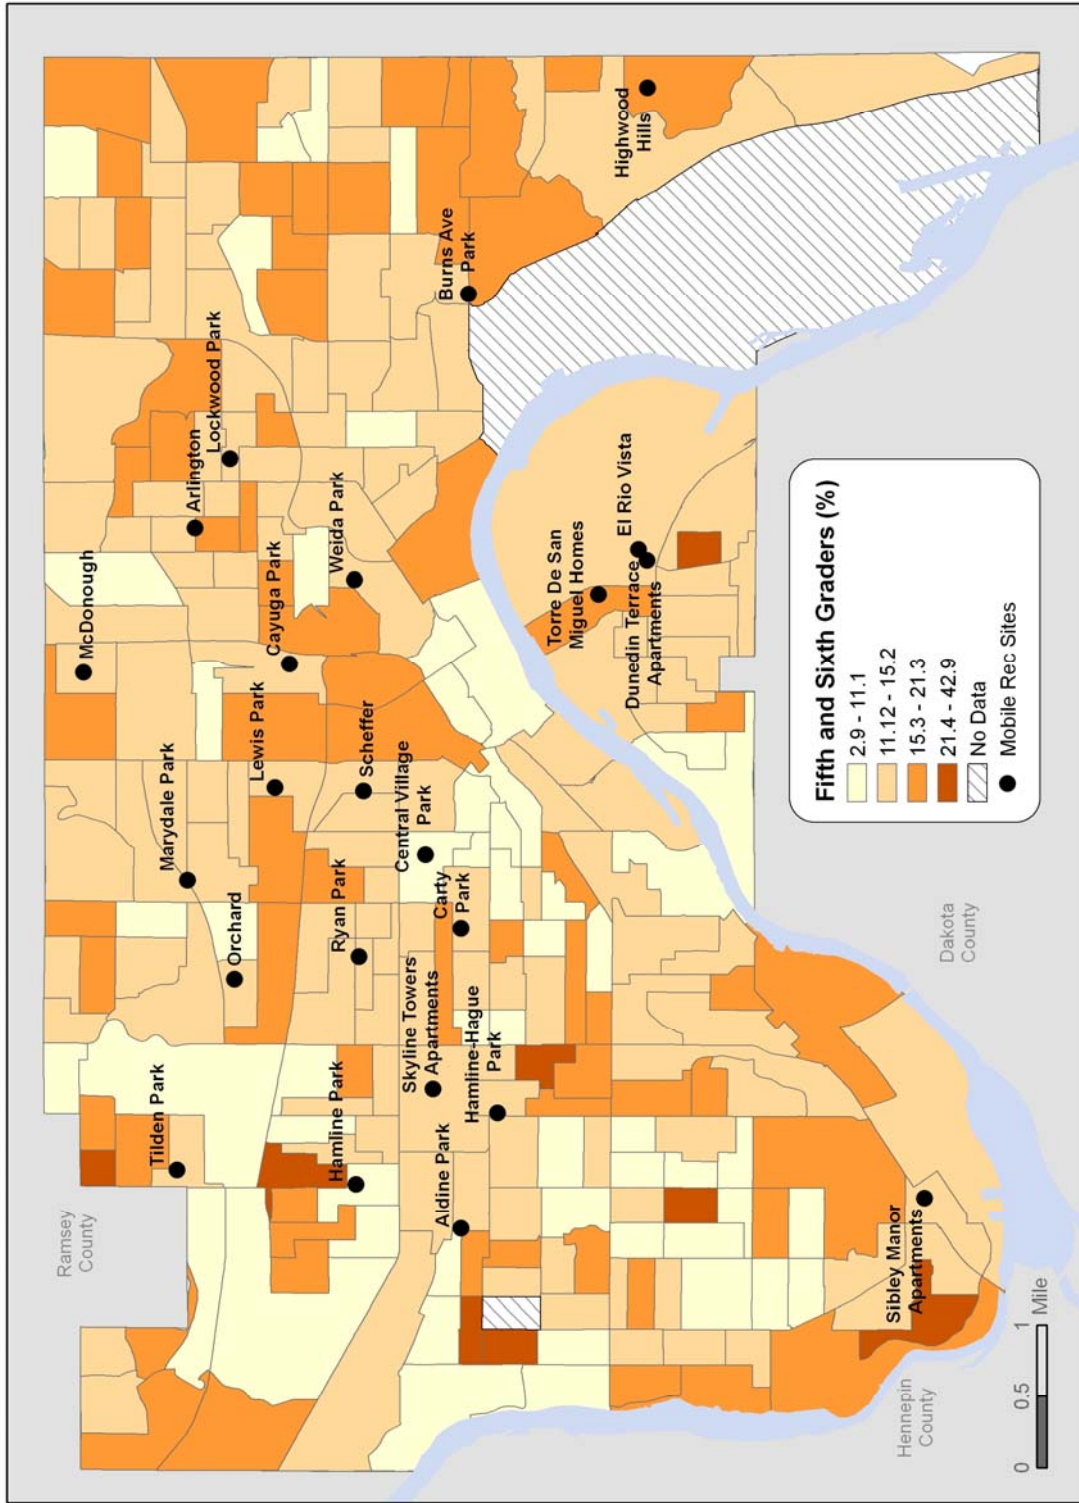 Ramsey
County
McDonough
Tilden Park
Marydale Park
Arlington
Lockwood Park
Orchard
Lewis Park
Cayuga Park
Hamline Park
Ryan Park
Scheffer
Weida Park
Skyline Towers
Apartments
Central Village
Park
Carty
Park
Burns Ave
Park
Aldine Park
Hamline-Hague
Park
Highwood
Hills
Torre De San
Miguel Homes
El Rio Vista
Dunedin Terrace
Apartments
Sibley Manor
Apartments
Hennepin
County
Dakota
County
Fifth and Sixth Graders (%)
2.9 - 11.1
11.12 - 15.2
15.3 - 21.3
21.4 - 42.9
No Data
Mobile Rec Sites
0 0.5 1
Mile